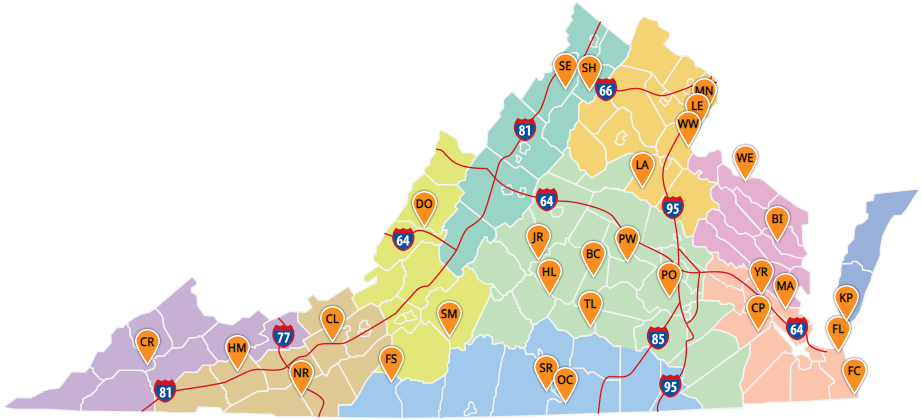 SE
SH
66
MN
LE
WW
81
WE
LA
64
DO
95
BI
64
JR
PW
BC
HL
PO
YR
MA
KP
TL
CP
SM
CL
64
FL
77
85
CR
HM
FS
NR
SR
OC
FC
81
95